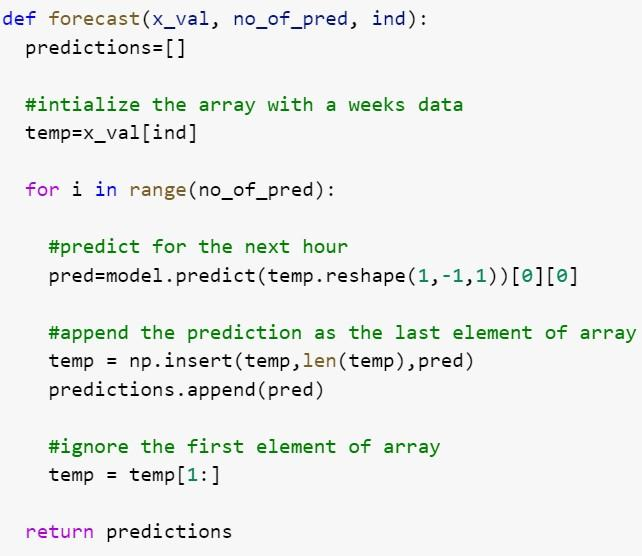 def forecast(x_val, no_of_pred, ind):
  predictions=[]
  #intialize the array with a weeks data
  temp=x_val[ind]
  for i in range(no_of_pred):
    #predict for the next hour
    pred=model.predict(temp.reshape(1,-1,1))[0][0]
    #append the prediction as the last element of array
    temp = np.insert(temp,len(temp),pred)
    predictions.append(pred)
    #ignore the first element of array
    temp = temp[1:]
  return predictions